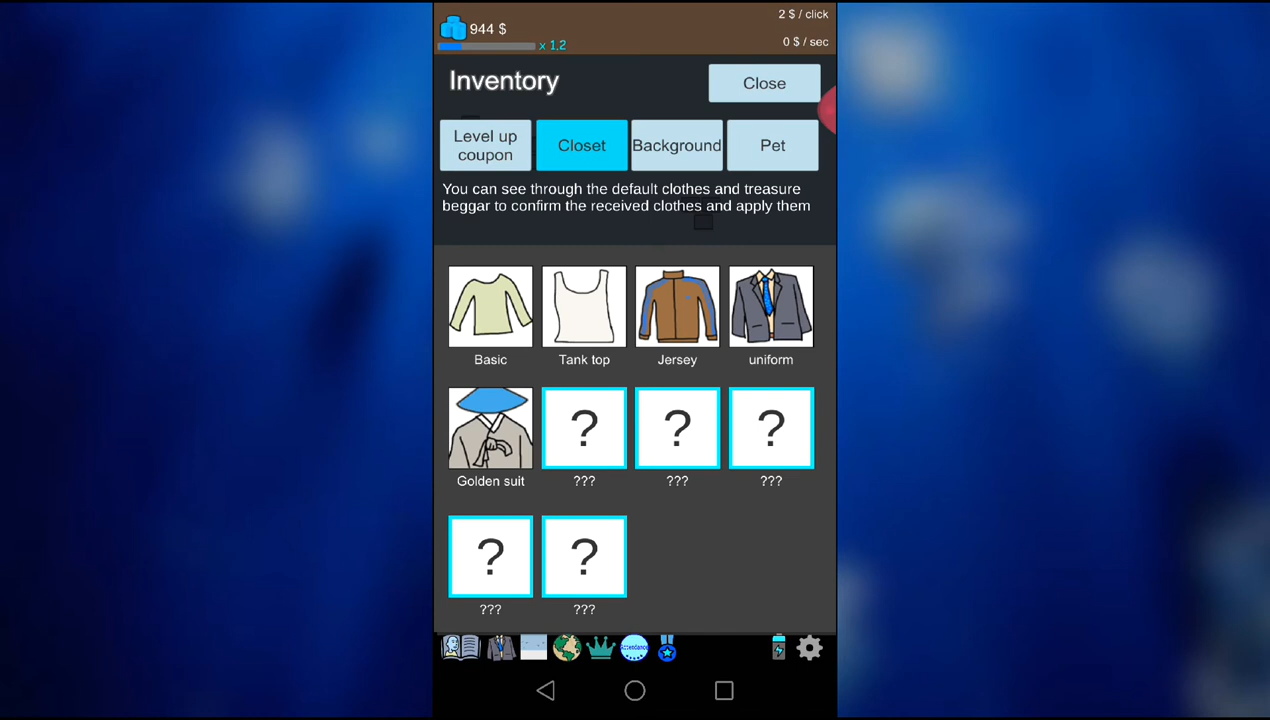 944 $
2 $ / click
x 1,2
0 $ / sec
Inventory
Close
Level up
coupon
Closet
Background
Pet
You can see through the default clothes and treasure
beggar to confirm the received clothes and apply them
Basic
Tank top
Jersey
uniform
? ? ?
Golden suit
???
???
???
? ?
???
???
Attendance